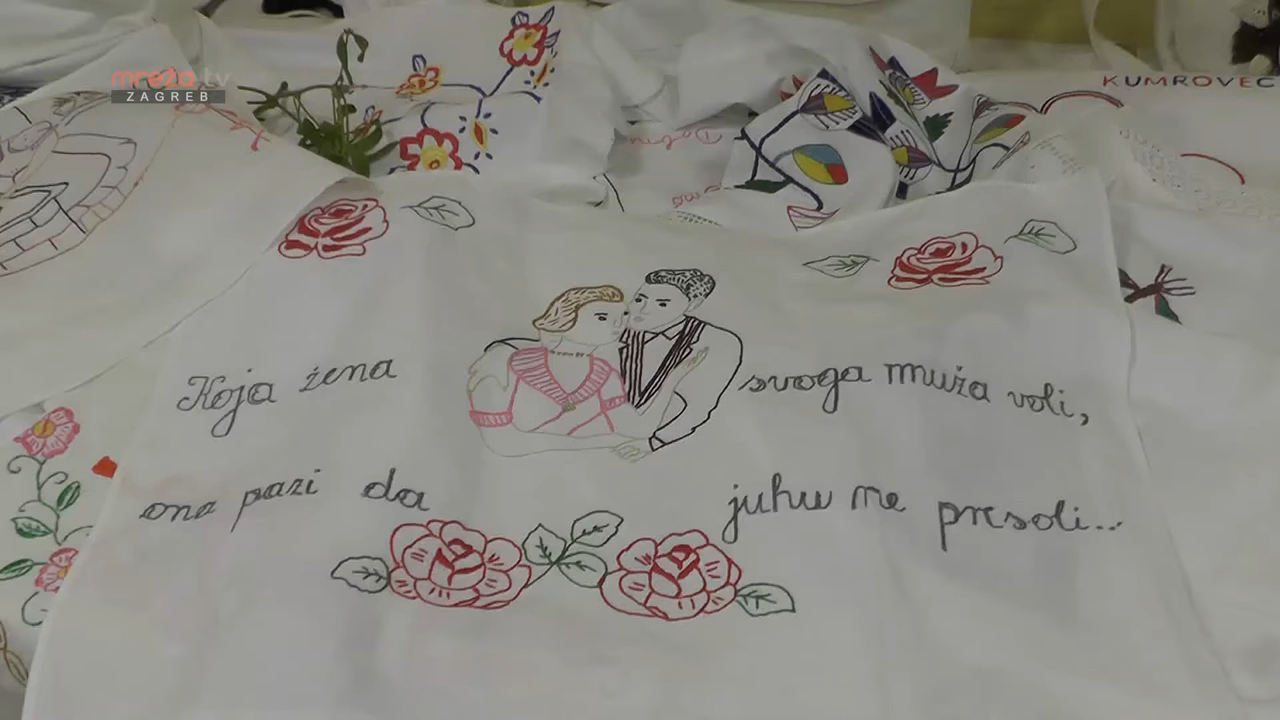 mreža.tv
ZAGREB
KUMROVEC
Koja žena svoga muža voli,
ona pazi da juhu ne presoli...